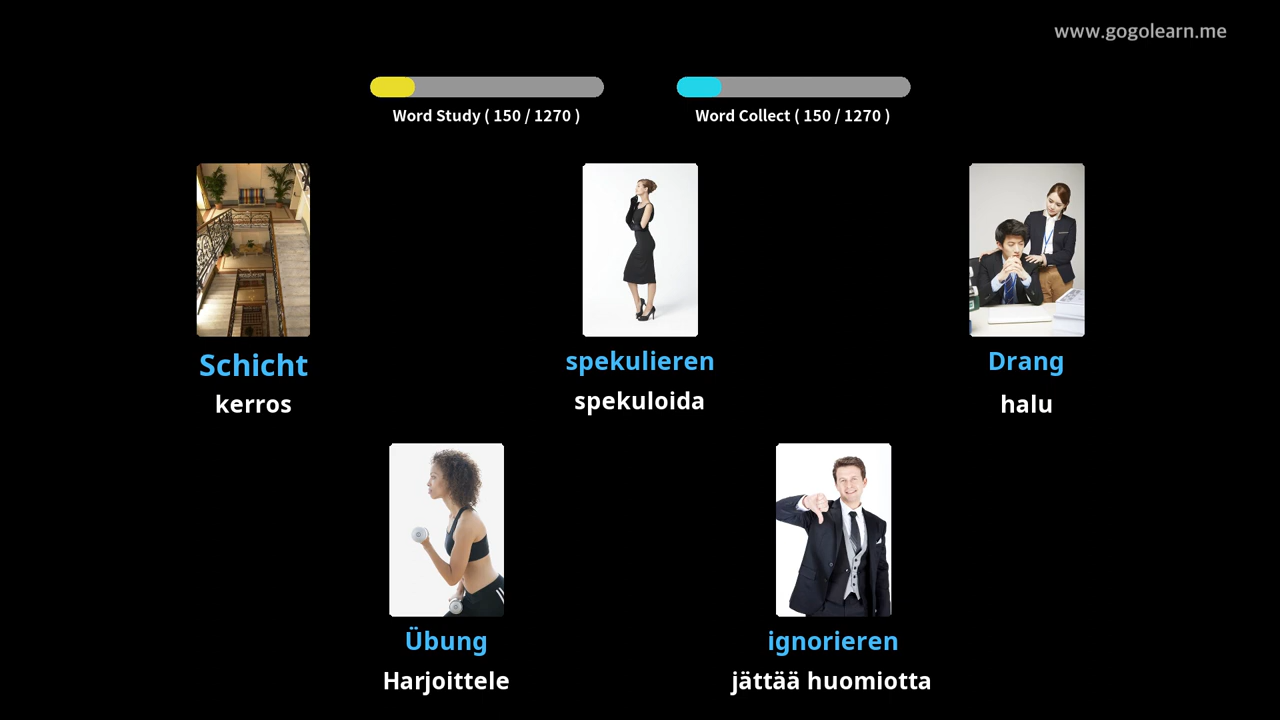 www.gogolearn.me
Word Study ( 150 / 1270 )
Word Collect ( 150 / 1270 )
Schicht
kerros
spekulieren
spekuloida
Drang
halu
Übung
Harjoittele
ignorieren
jättää huomiotta